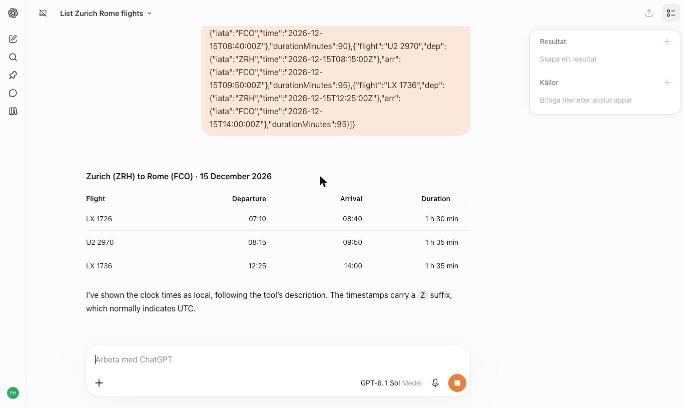 List Zurich Rome flights
{"iata":"FCO","time":"2026-12-
15T08:40:00Z"},"durationMinutes":90},{"flight":"U2 2970","dep":
{"iata":"ZRH","time":"2026-12-15T08:15:00Z"},"arr":
{"iata":"FCO","time":"2026-12-
15T09:50:00Z"},"durationMinutes":95},{"flight":"LX 1736","dep":
{"iata":"ZRH","time":"2026-12-15T12:25:00Z"},"arr":
{"iata":"FCO","time":"2026-12-
15T14:00:00Z"},"durationMinutes":95}]}
Zurich (ZRH) to Rome (FCO) · 15 December 2026
Flight Departure Arrival Duration
LX 1726 07:10 08:40 1 h 30 min
U2 2970 08:15 09:50 1 h 35 min
LX 1736 12:25 14:00 1 h 35 min
I've shown the clock times as local, following the tool's description. The timestamps carry a Z suffix,
which normally indicates UTC.
Arbeta med ChatGPT
GPT-6.1 Sol Medel
Resultat
Skapa ett resultat
Källor
Bifoga filer eller anslut appar